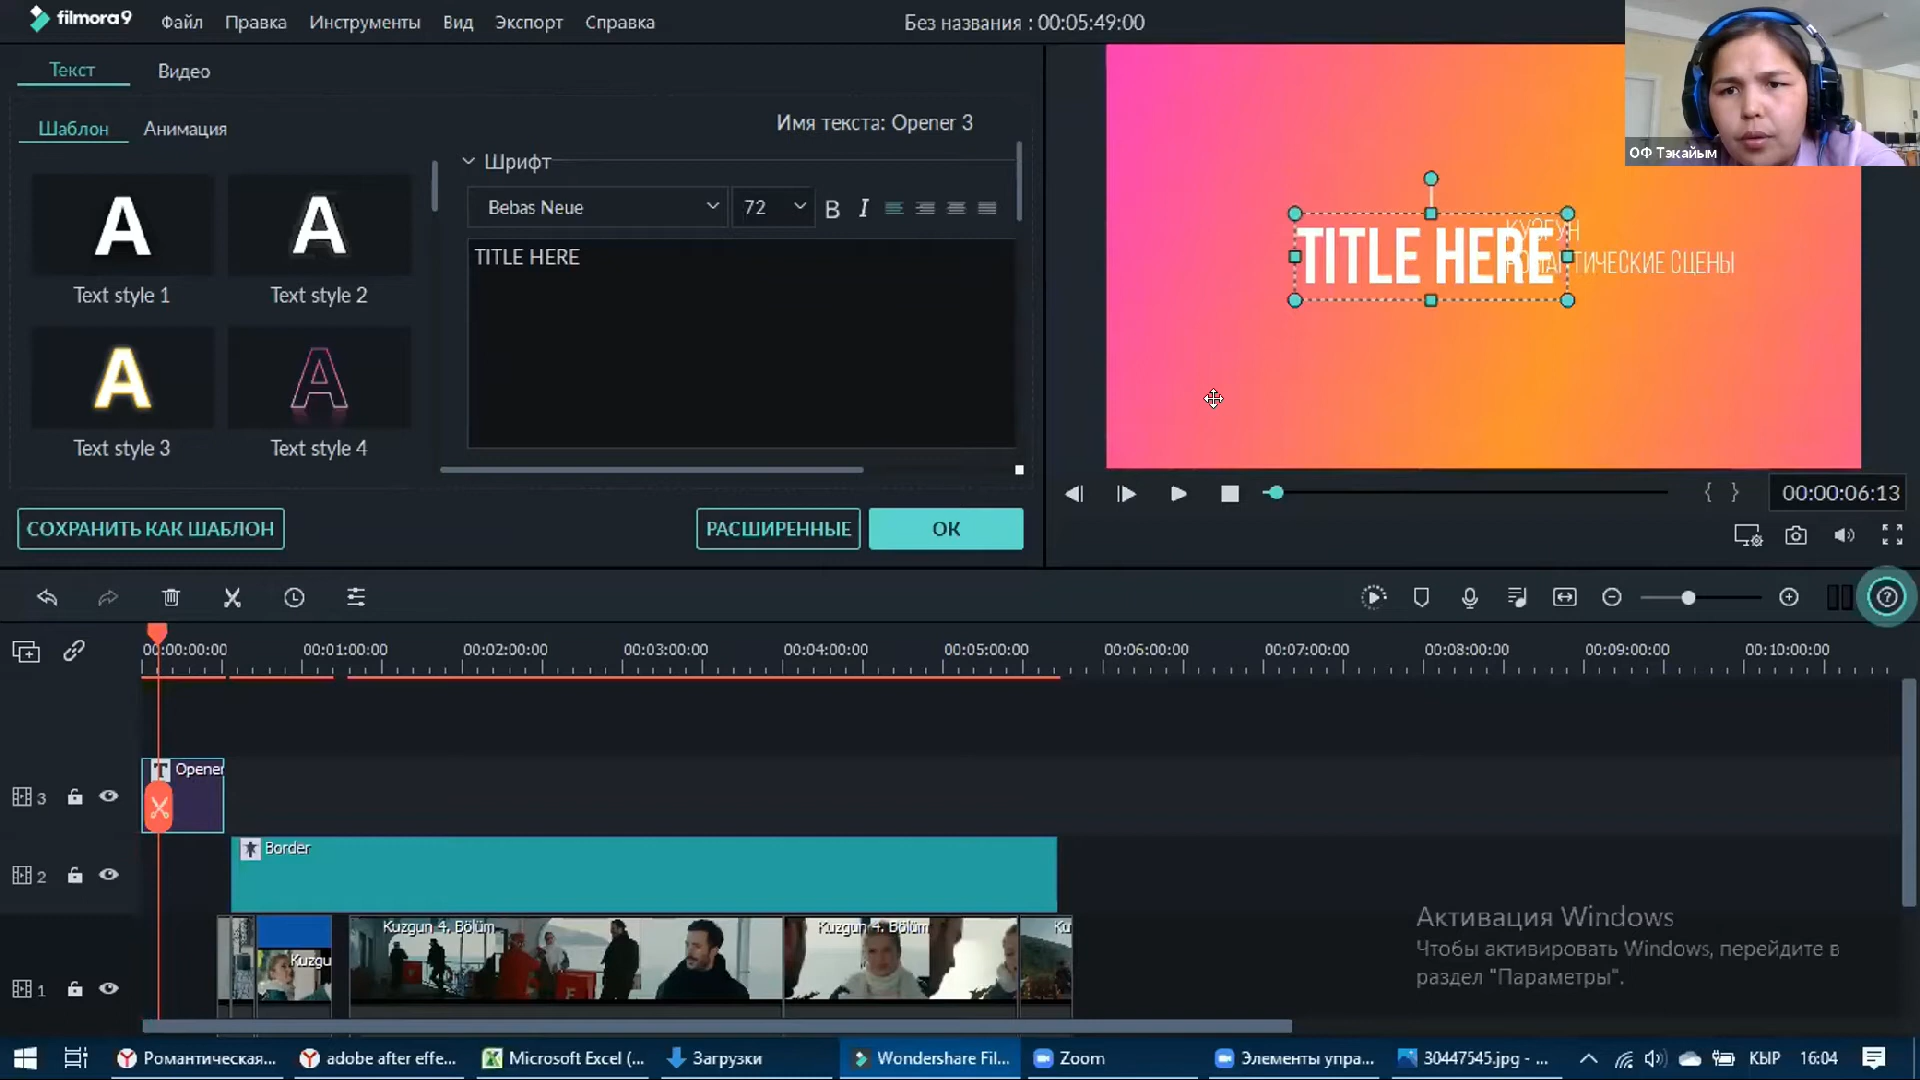 filmora9
Файл Правка Инструменты Вид Экспорт Справка
Без названия : 00:05:49:00
Текст Видео
Шаблон Анимация
Имя текста: Opener 3
Шрифт
Bebas Neue 72 B I
TITLE HERE
A A
Text style 1 Text style 2
A A
Text style 3 Text style 4
СОХРАНИТЬ КАК ШАБЛОН РАСШИРЕННЫЕ OK
ОФ Тэкайым
КУЗГУН
TITLE HERE
РОМАНТИЧЕСКИЕ СЦЕНЫ
{ } 00:00:06:13
00:00:00:00 00:01:00:00 00:02:00:00 00:03:00:00 00:04:00:00 00:05:00:00 00:06:00:00 00:07:00:00 00:08:00:00 00:09:00:00 00:10:00:00
T Opener
3
Border
2
Kuzgu
Kuzgun 4. Bölüm Kuzgun 4. Bölüm Ku
1
Активация Windows
Чтобы активировать Windows, перейдите в
раздел "Параметры".
Романтическая... adobe after effe... Microsoft Excel (... Загрузки Wondershare Fil... Zoom Элементы упра... 30447545.jpg - ... КЫР 16:04